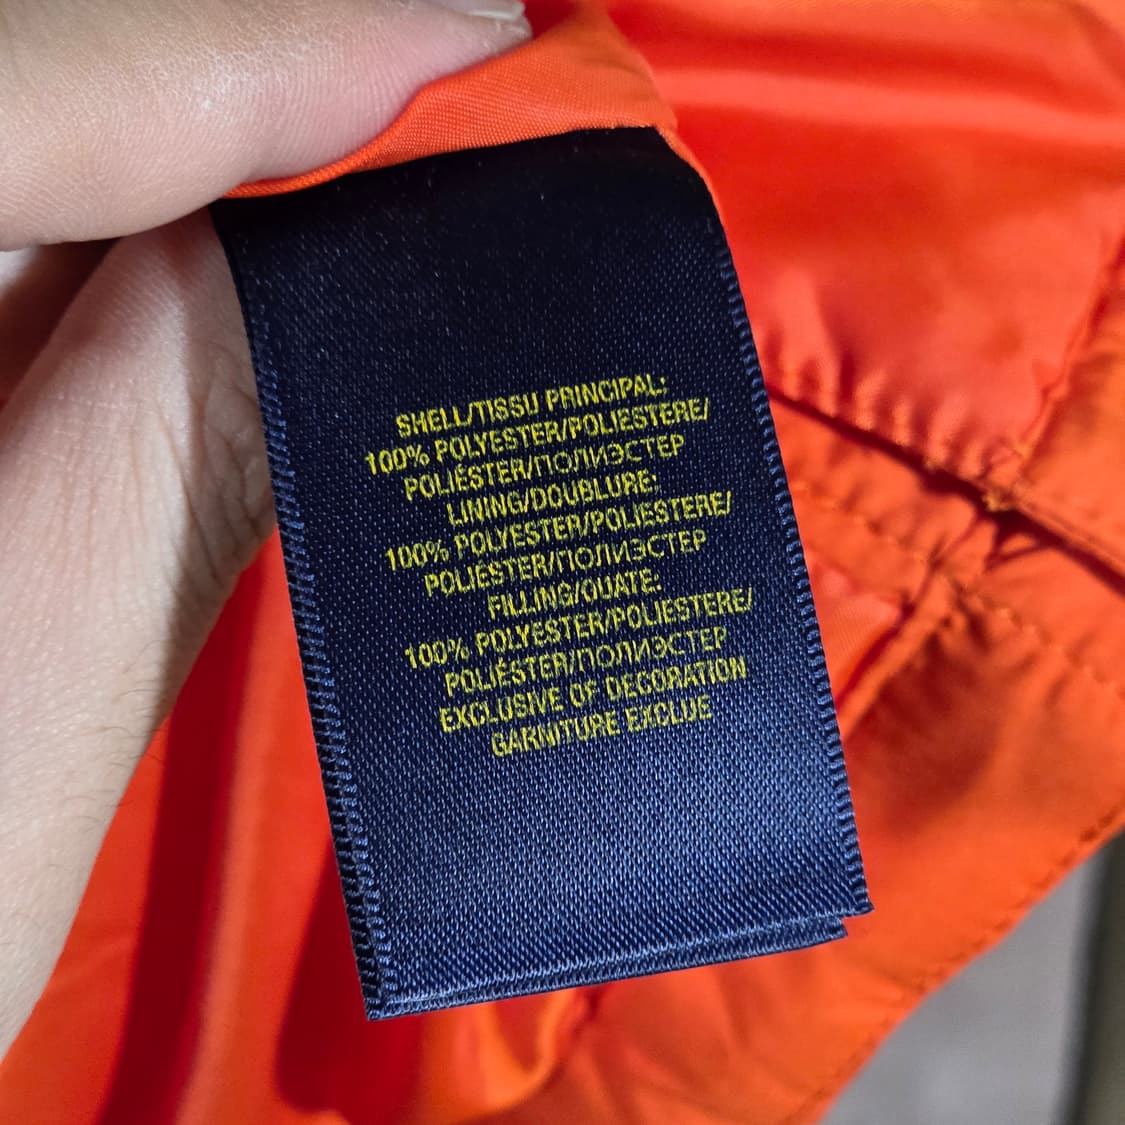 SHELL/TISSU PRINCIPAL:
100% POLYESTER/POLIESTERE/
POLIÉSTER/ПОЛИЭСТЕР
LINING/DOUBLURE:
100% POLYESTER/POLIESTERE/
POLIESTER/ПОЛИЭСТЕР
FILLING/OUATE:
100% POLYESTER/POLIESTERE/
POLIÉSTER/ПОЛИЭСТЕР
EXCLUSIVE OF DECORATION
GARNITURE EXCLUE